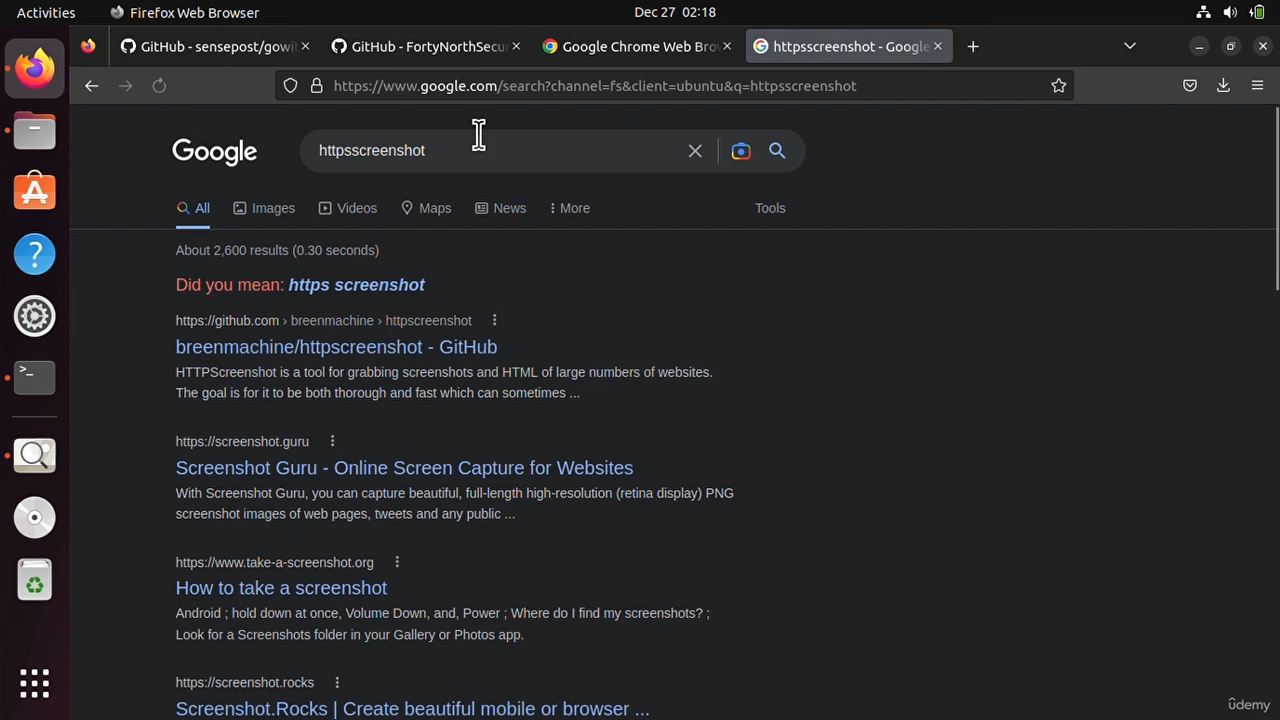 Activities
Firefox Web Browser
Dec 27 02:18
GitHub - sensepost/gowit
GitHub - FortyNorthSecur
Google Chrome Web Bro
httpsscreenshot - Google
https://www.google.com/search?channel=fs&client=ubuntu&q=httpsscreenshot
Google
httpsscreenshot
All
Images
Videos
Maps
News
More
Tools
About 2,600 results (0.30 seconds)
Did you mean: https screenshot
https://github.com › breenmachine › httpscreenshot
breenmachine/httpscreenshot - GitHub
HTTPScreenshot is a tool for grabbing screenshots and HTML of large numbers of websites.
The goal is for it to be both thorough and fast which can sometimes ...
https://screenshot.guru
Screenshot Guru - Online Screen Capture for Websites
With Screenshot Guru, you can capture beautiful, full-length high-resolution (retina display) PNG
screenshot images of web pages, tweets and any public ...
https://www.take-a-screenshot.org
How to take a screenshot
Android ; hold down at once, Volume Down, and, Power ; Where do I find my screenshots? ;
Look for a Screenshots folder in your Gallery or Photos app.
https://screenshot.rocks
Screenshot.Rocks | Create beautiful mobile or browser ...
ûdemy